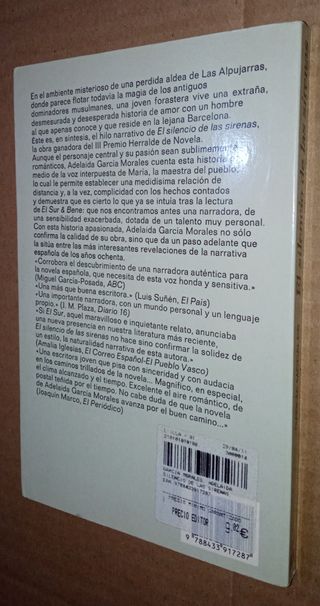 En el ambiente misterioso de una perdida aldea de Las Alpujarras,
donde parece flotar todavía la magia de los antiguos
dominadores musulmanes, una joven forastera vive una extraña,
desmesurada y desesperada historia de amor con un hombre
al que apenas conoce y que reside en la lejana Barcelona.
Este es, en síntesis, el hilo narrativo de El silencio de las sirenas,
la obra ganadora del III Premio Herralde de Novela.
Aunque el personaje central y su pasión sean sublimemente
románticos, Adelaida García Morales cuenta esta historia por
medio de la voz interpuesta de María, la maestra del pueblo,
lo cual le permite establecer una medidísima relación de
distancia y, a la vez, complicidad con los hechos contados
y demuestra que es cierto lo que ya se intuía tras la lectura
de El Sur & Bene: que nos encontramos antes una narradora, de
una sensibilidad exacerbada, dotada de un talento muy personal.
Con esta historia apasionada, Adelaida García Morales no sólo
confirma la calidad de su obra, sino que da un paso adelante que
la sitúa entre las más interesantes revelaciones de la narrativa
española de los años ochenta.
«Corrobora el descubrimiento de una narradora auténtica para
la novela española, que necesita de esta voz honda y sensitiva.»
(Miguel García-Posada, ABC)
«Una más que buena escritora.» (Luis Suñén, El País)
«Una importante narradora, con un mundo personal y un lenguaje
propio.» (J. M. Plaza, Diario 16)
«Si El Sur, aquel maravilloso e inquietante relato, anunciaba
una nueva presencia en nuestra literatura más reciente,
El silencio de las sirenas no hace sino confirmar la solidez de
un estilo, la naturalidad narrativa de esta autora.»
(Amalia Iglesias, El Correo Español-El Pueblo Vasco)
«Una escritora joven que pisa con sinceridad y con audacia
en los caminos trillados de la novela... Magnífico, en especial,
el clima alcanzado y el tiempo. Excelente el aire romántico, de
postal teñida por el tiempo. No cabe duda de que la novela
de Adelaida García Morales avanza por el buen camino...»
(Joaquín Marco, El Periódico)
GARCIA MORALES, ADELAIDA
SILENCIO DE LAS SIRENAS
EAN 9788433917287
PRECIO EDITOR
9,02 €
9 788433 917287